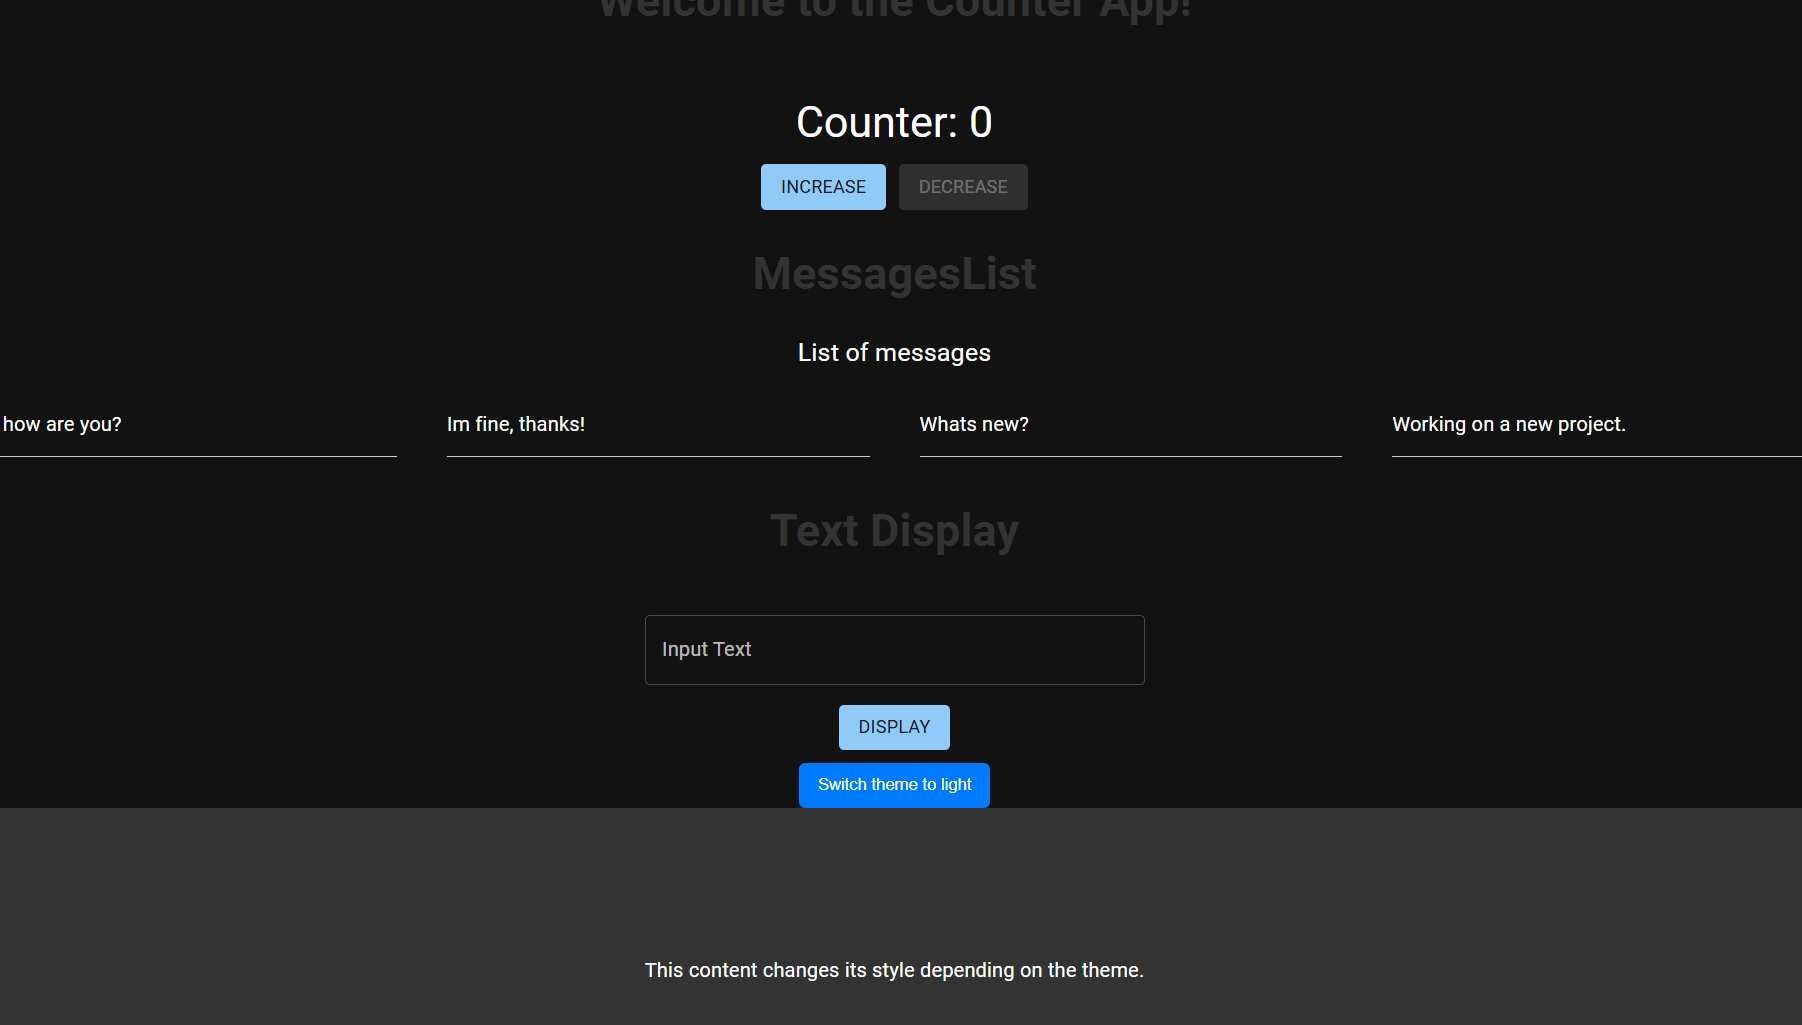 Welcome to the Counter App!
Counter: 0
INCREASE
DECREASE
MessagesList
List of messages
how are you?
Im fine, thanks!
Whats new?
Working on a new project.
Text Display
Input Text
DISPLAY
Switch theme to light
This content changes its style depending on the theme.